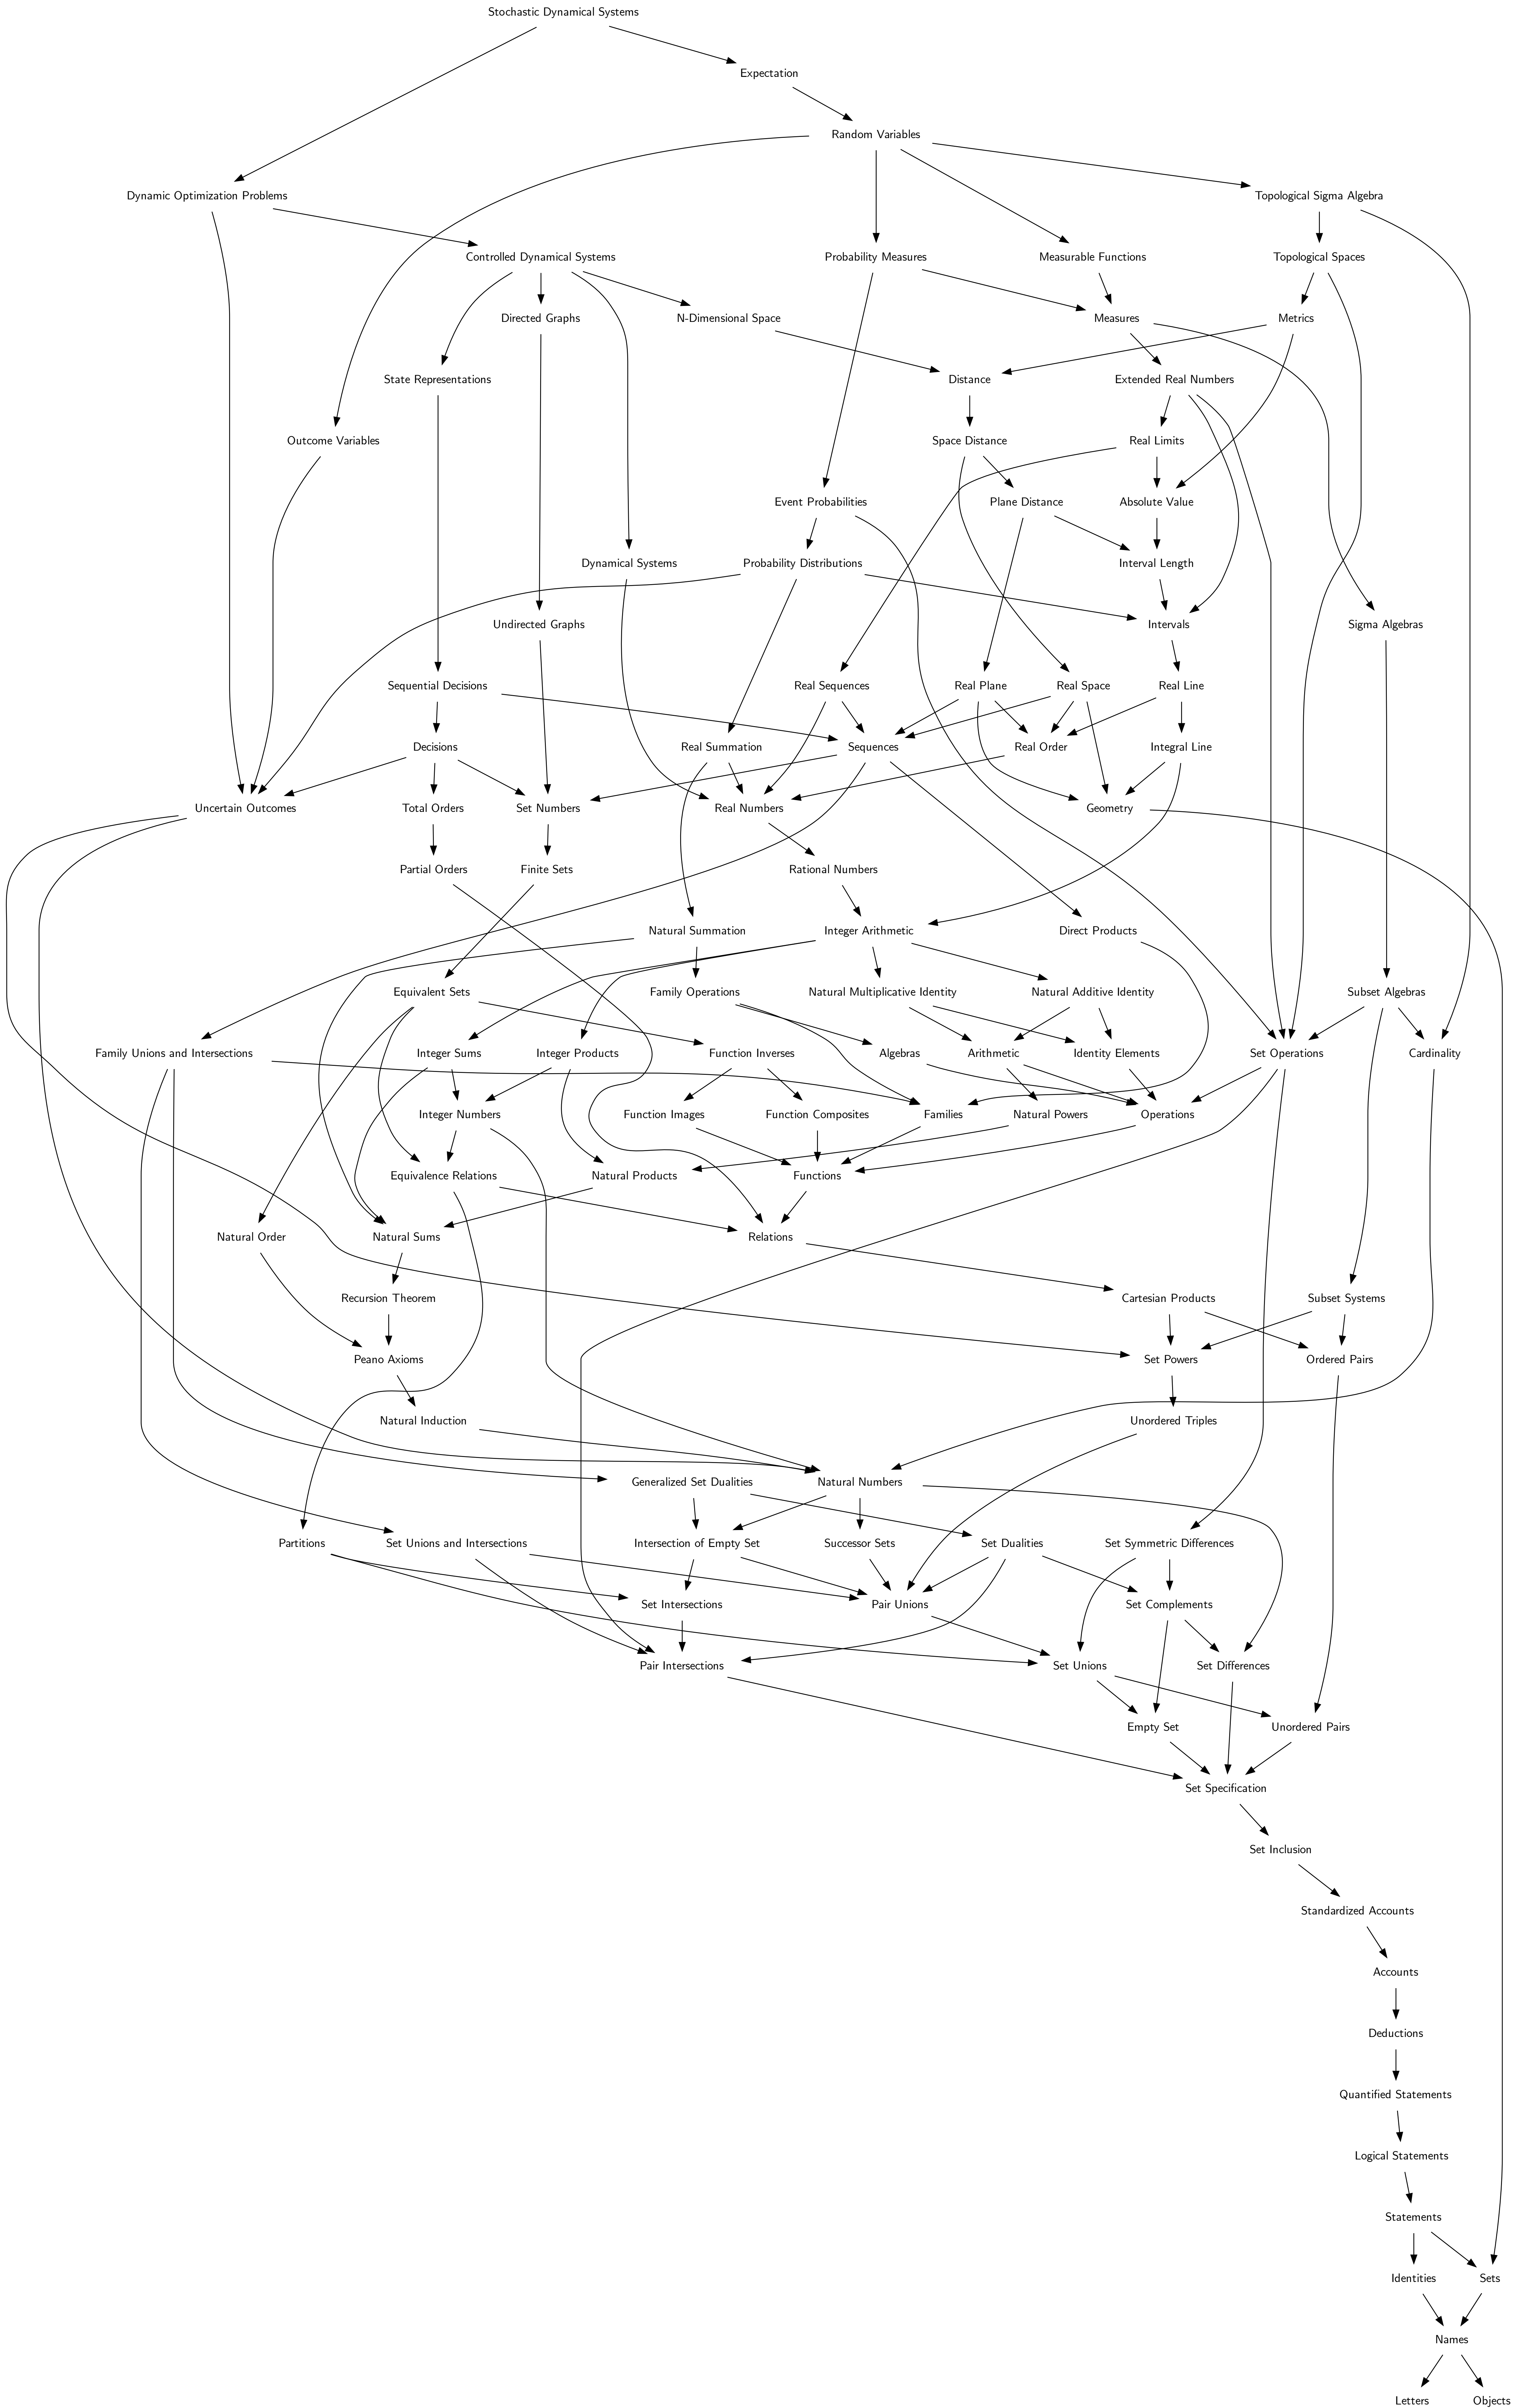 Stochastic Dynamical Systems
Expectation
Random Variables
Dynamic Optimization Problems
Topological Sigma Algebra
Controlled Dynamical Systems
Probability Measures
Measurable Functions
Topological Spaces
Directed Graphs
N-Dimensional Space
Measures
Metrics
State Representations
Distance
Extended Real Numbers
Outcome Variables
Space Distance
Real Limits
Event Probabilities
Plane Distance
Absolute Value
Dynamical Systems
Probability Distributions
Interval Length
Undirected Graphs
Intervals
Sigma Algebras
Sequential Decisions
Real Sequences
Real Plane
Real Space
Real Line
Decisions
Real Summation
Sequences
Real Order
Integral Line
Uncertain Outcomes
Total Orders
Set Numbers
Real Numbers
Geometry
Partial Orders
Finite Sets
Rational Numbers
Natural Summation
Integer Arithmetic
Direct Products
Equivalent Sets
Family Operations
Natural Multiplicative Identity
Natural Additive Identity
Subset Algebras
Family Unions and Intersections
Integer Sums
Integer Products
Function Inverses
Algebras
Arithmetic
Identity Elements
Set Operations
Cardinality
Integer Numbers
Function Images
Function Composites
Families
Natural Powers
Operations
Equivalence Relations
Natural Products
Functions
Natural Order
Natural Sums
Relations
Recursion Theorem
Cartesian Products
Subset Systems
Peano Axioms
Set Powers
Ordered Pairs
Natural Induction
Unordered Triples
Generalized Set Dualities
Natural Numbers
Partitions
Set Unions and Intersections
Intersection of Empty Set
Successor Sets
Set Dualities
Set Symmetric Differences
Set Intersections
Pair Unions
Set Complements
Pair Intersections
Set Unions
Set Differences
Empty Set
Unordered Pairs
Set Specification
Set Inclusion
Standardized Accounts
Accounts
Deductions
Quantified Statements
Logical Statements
Statements
Identities
Sets
Names
Letters
Objects